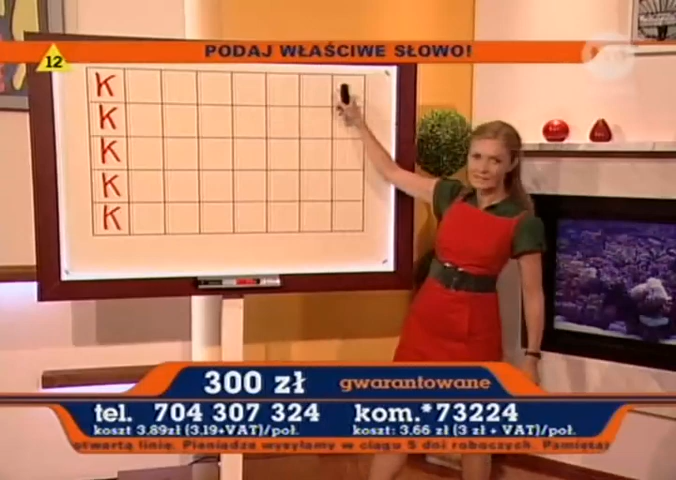 PODAJ WŁAŚCIWE SŁOWO!
12
K
K
K
K
K
300 zł gwarantowane
tel. 704 307 324 kom.*73224
koszt 3.89zł (3.19+VAT)/poł. koszt: 3.66 zł (3 zł + VAT)/poł.
otwartą linię. Pieniądze wysyłamy w ciągu 5 dni roboczych. Pamiętaj